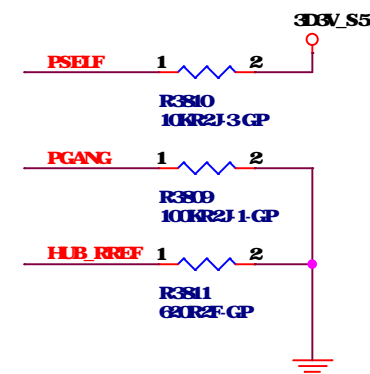 3D3V_S5
PSELF 1 2
R3810
10KR2J-3-GP
PGANG 1 2
R3809
100KR2J-1-GP
HUB_RREF 1 2
R3811
620R2F-GP